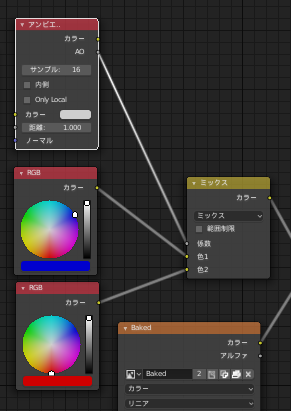 アンビエ..
カラー
AO
サンプル: 16
内側
Only Local
カラー
距離: 1.000
ノーマル
RGB
カラー
RGB
カラー
ミックス
カラー
ミックス
範囲制限
係数
色1
色2
Baked
カラー
アルファ
Baked 2
カラー
リニア